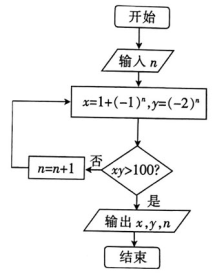 开始
输入 n
x=1+(-1)ⁿ,y=(-2)ⁿ
n=n+1
否
xy>100?
是
输出 x,y,n
结束